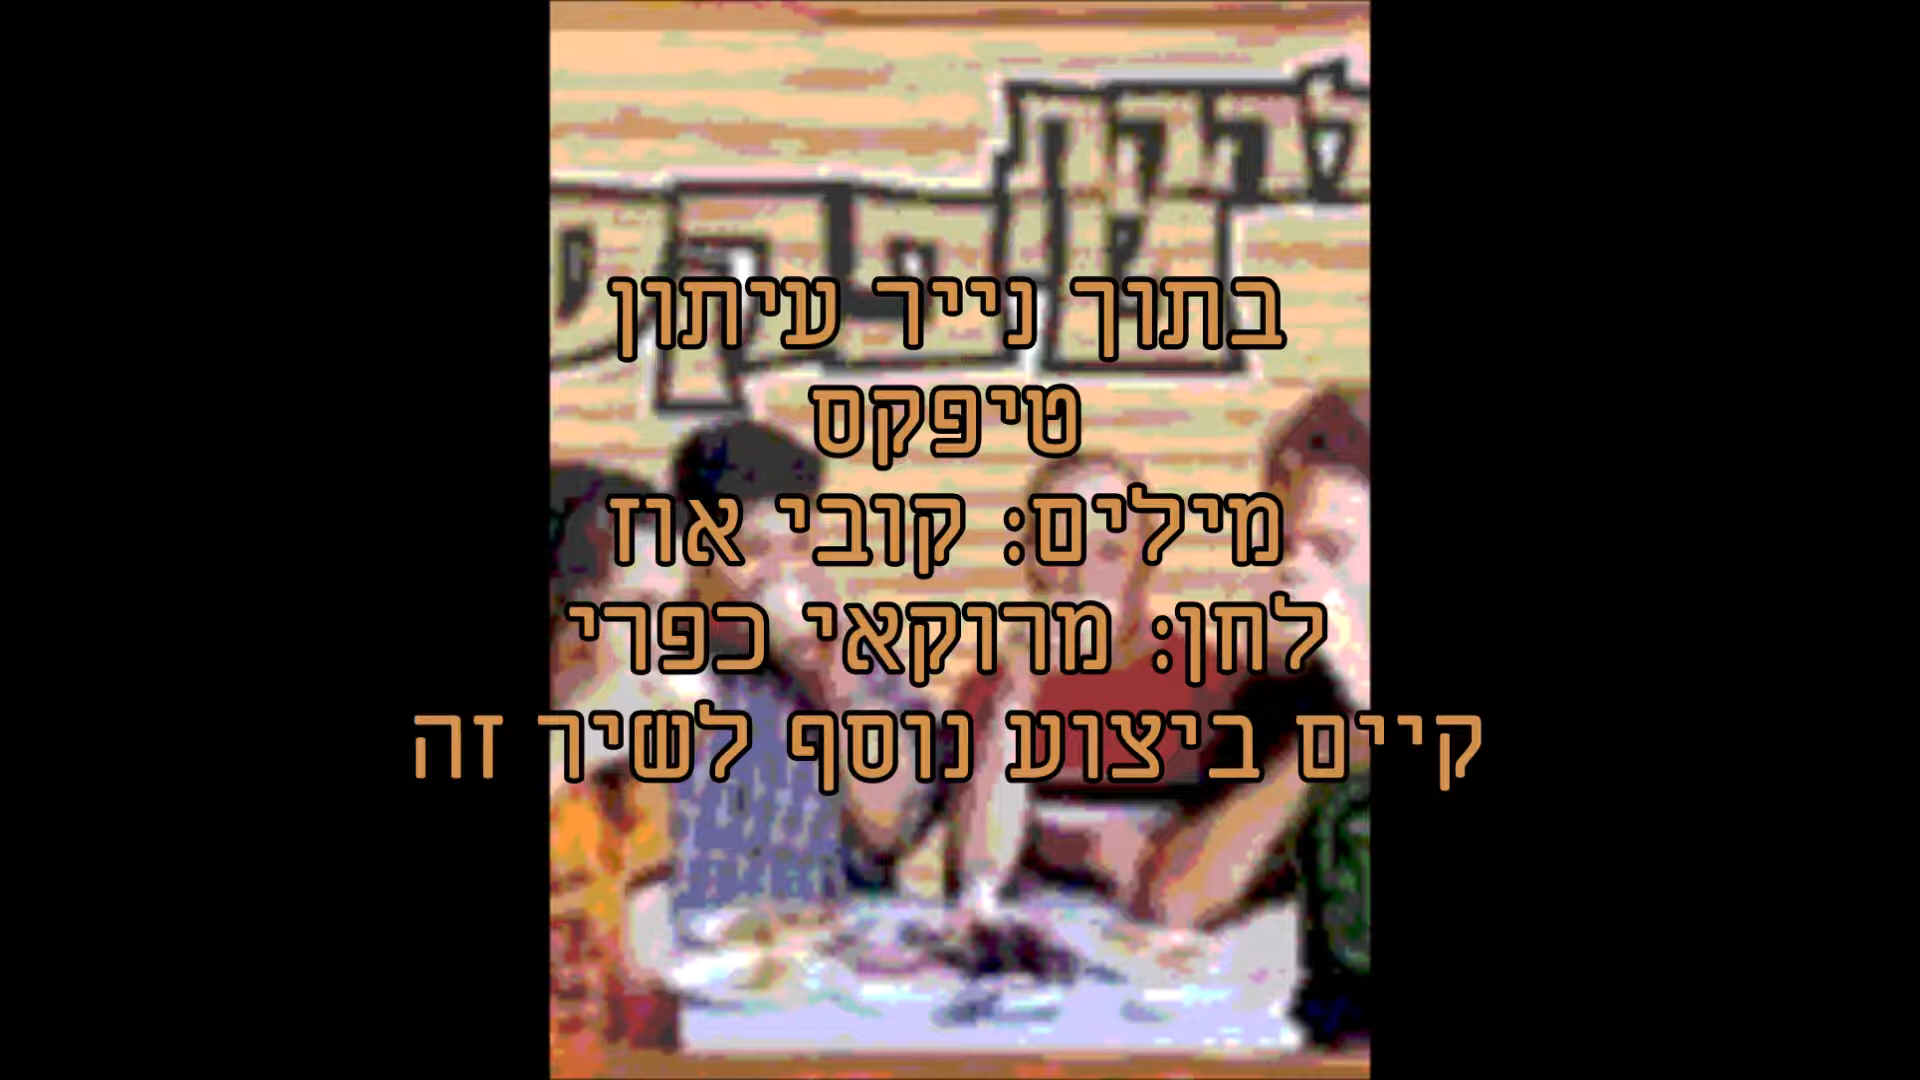 בתוך נייר עיתון
טיפקס
מילים: קובי אוז
לחן: מרוקאי כפרי
קיים ביצוע נוסף לשיר זה